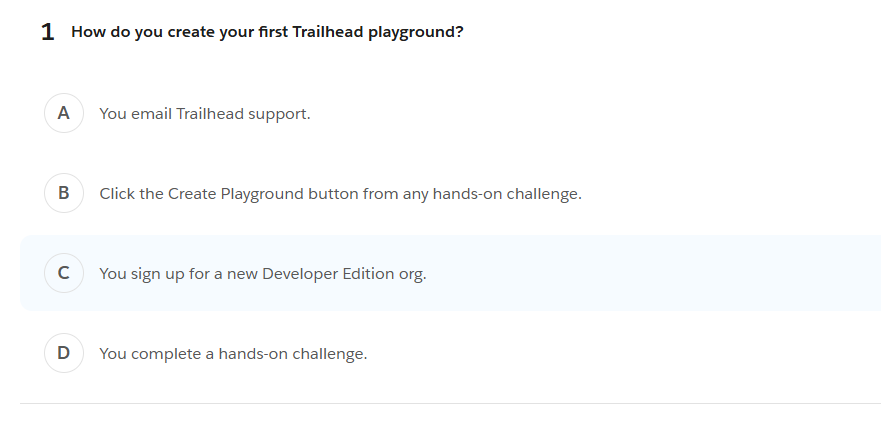 1 How do you create your first Trailhead playground?
A You email Trailhead support.
B Click the Create Playground button from any hands-on challenge.
C You sign up for a new Developer Edition org.
D You complete a hands-on challenge.